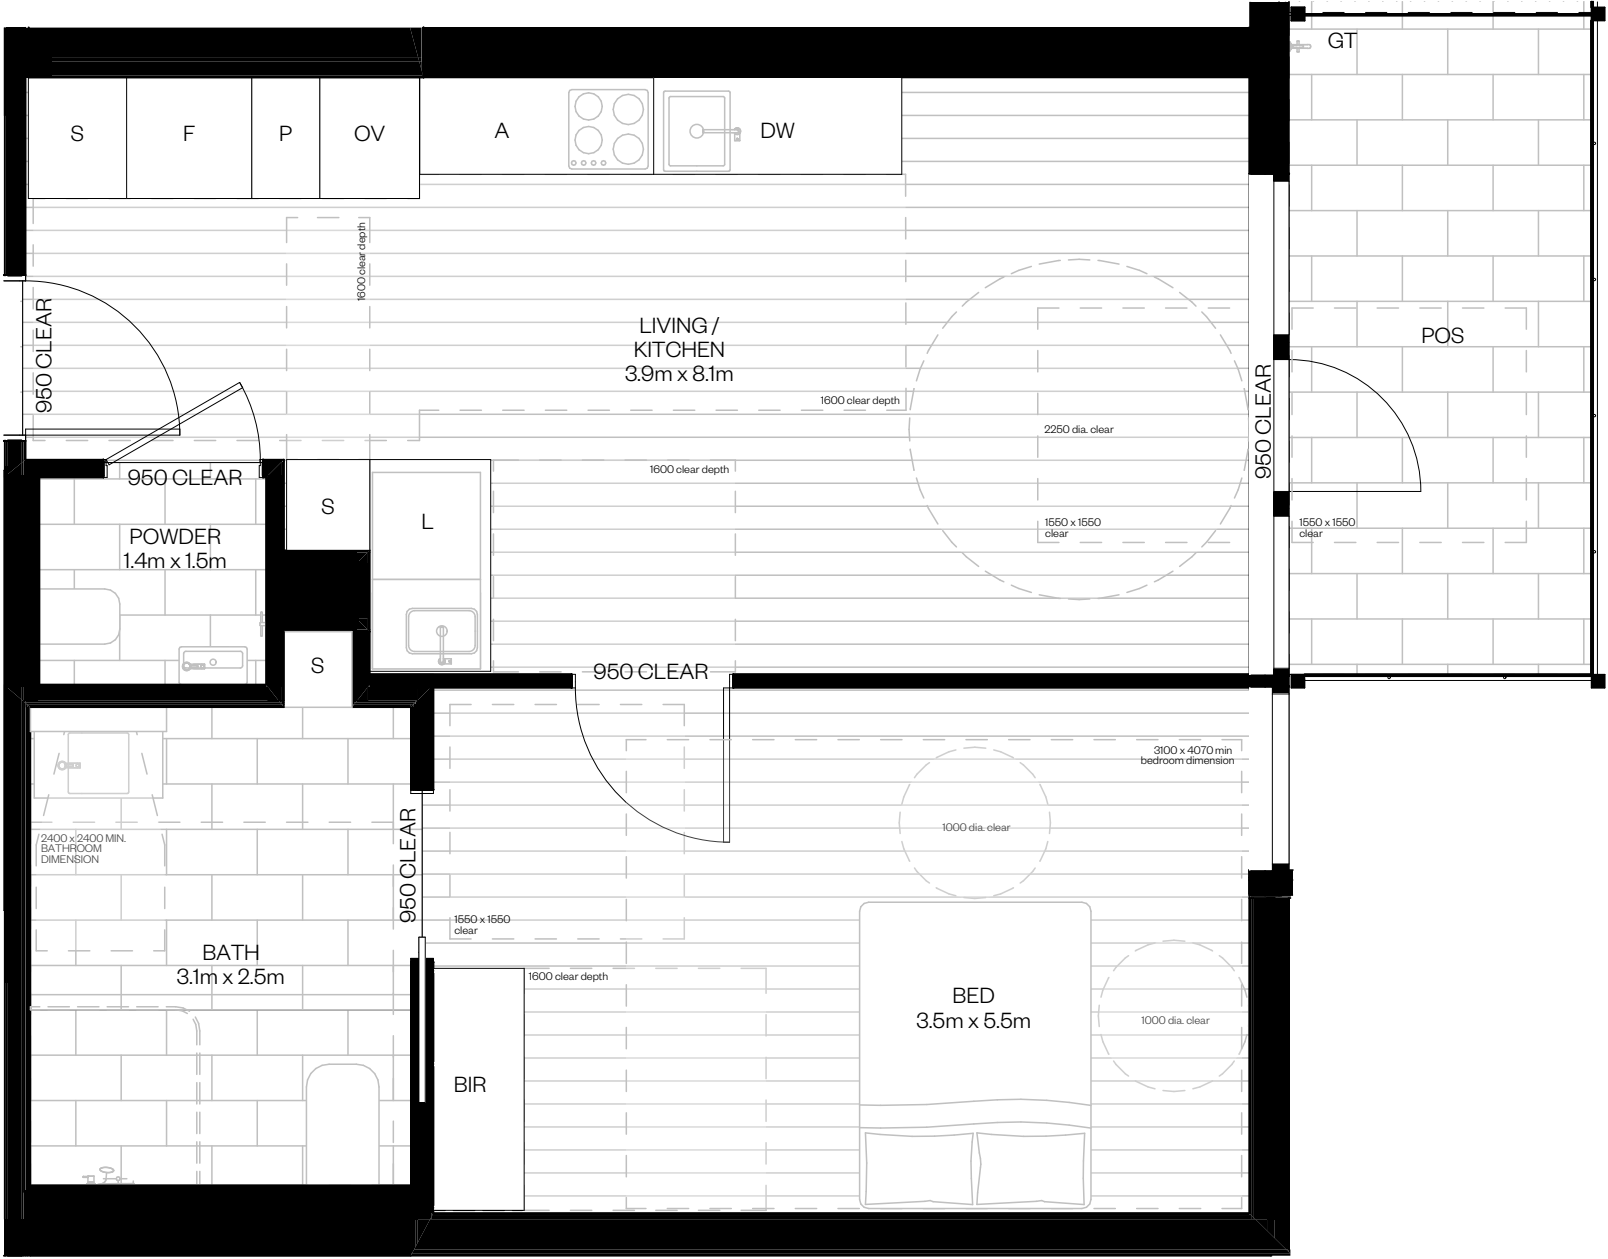 GT
S
F
P
OV
A
DW
1600 clear depth
950 CLEAR
LIVING /
KITCHEN
3.9m x 8.1m
POS
1600 clear depth
2250 dia. clear
950 CLEAR
1600 clear depth
950 CLEAR
S
L
1550 x 1550
clear
1550 x 1550
clear
POWDER
1.4m x 1.5m
S
950 CLEAR
3100 x 4070 min
bedroom dimension
1000 dia. clear
2400 x 2400 MIN.
BATHROOM
DIMENSION
950 CLEAR
1550 x 1550
clear
BATH
3.1m x 2.5m
1600 clear depth
BED
3.5m x 5.5m
1000 dia. clear
BIR